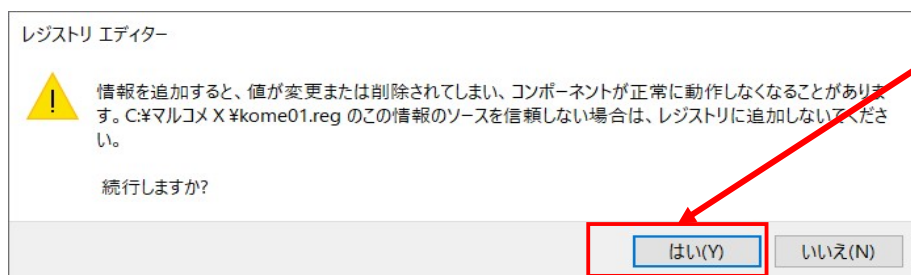 レジストリ エディター
情報を追加すると、値が変更または削除されてしまい、コンポーネントが正常に動作しなくなることがありま
す。C:¥マルコメ X ¥kome01.reg のこの情報のソースを信頼しない場合は、レジストリに追加しないでくださ
い。
続行しますか?
はい(Y) いいえ(N)